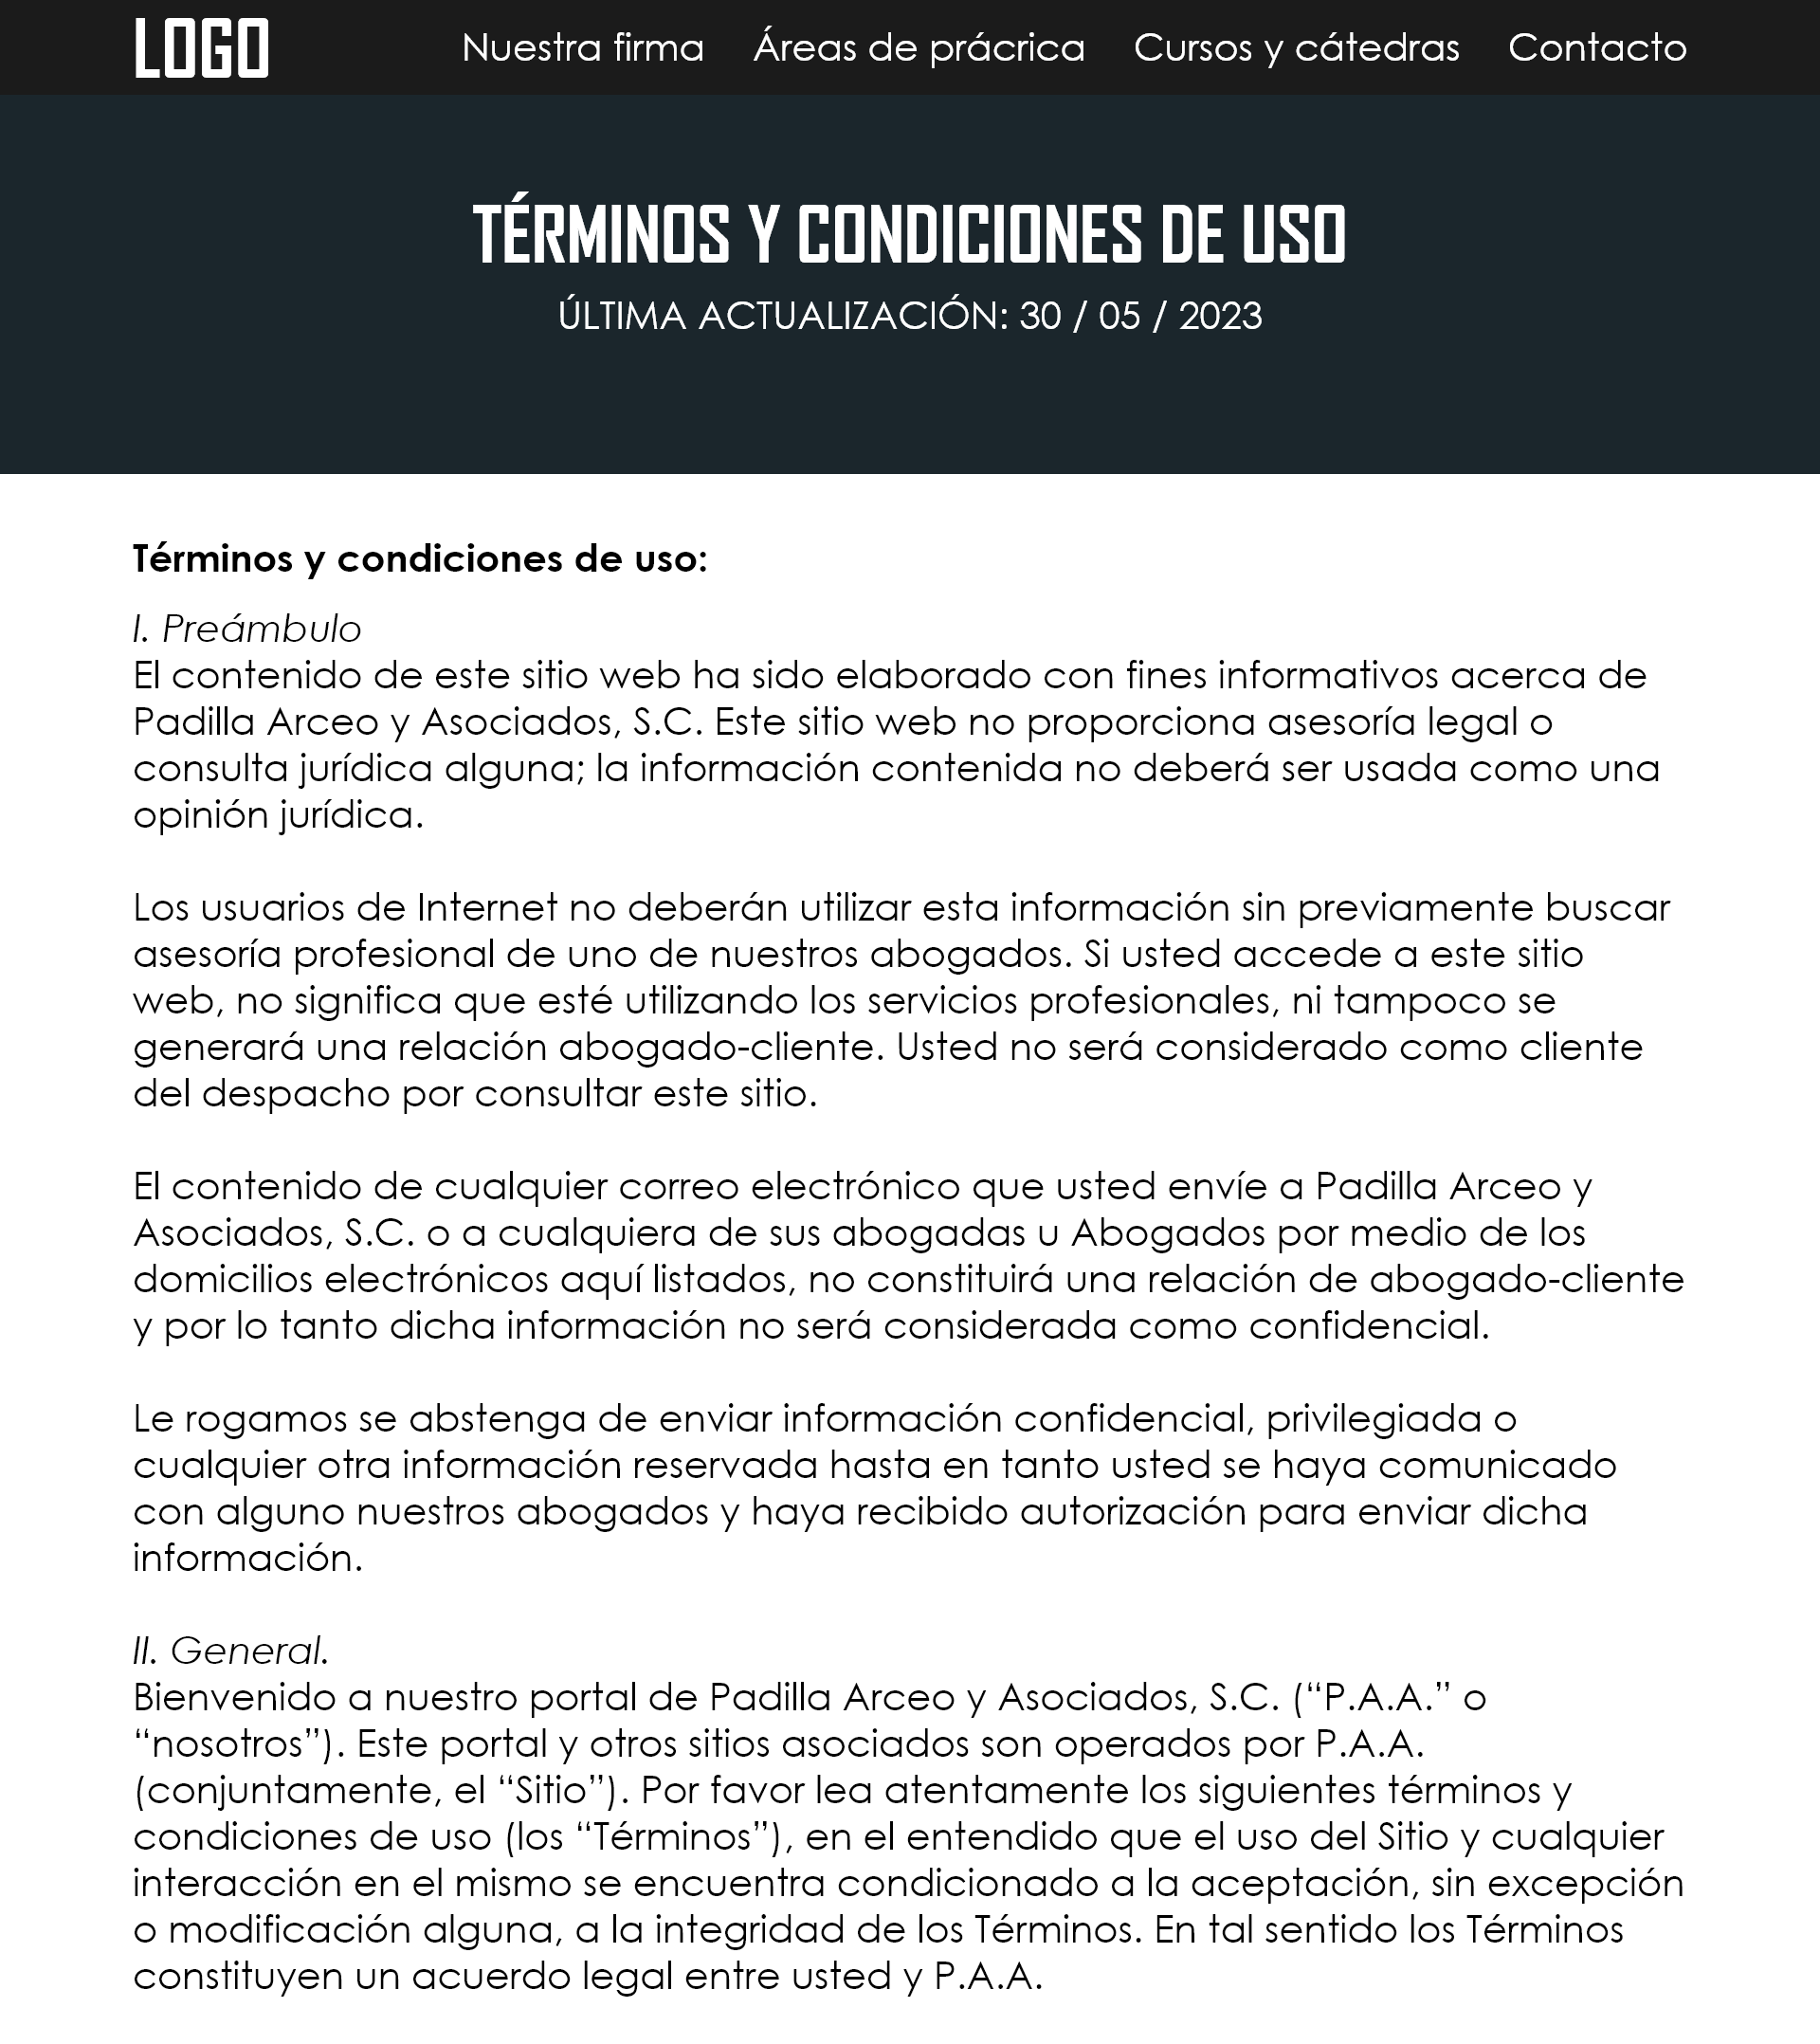 LOGO
Nuestra firma
Áreas de prácrica
Cursos y cátedras
Contacto
TÉRMINOS Y CONDICIONES DE USO
ÚLTIMA ACTUALIZACIÓN: 30 / 05 / 2023
Términos y condiciones de uso:
I. Preámbulo
El contenido de este sitio web ha sido elaborado con fines informativos acerca de
Padilla Arceo y Asociados, S.C. Este sitio web no proporciona asesoría legal o
consulta jurídica alguna; la información contenida no deberá ser usada como una
opinión jurídica.
Los usuarios de Internet no deberán utilizar esta información sin previamente buscar
asesoría profesional de uno de nuestros abogados. Si usted accede a este sitio
web, no significa que esté utilizando los servicios profesionales, ni tampoco se
generará una relación abogado-cliente. Usted no será considerado como cliente
del despacho por consultar este sitio.
El contenido de cualquier correo electrónico que usted envíe a Padilla Arceo y
Asociados, S.C. o a cualquiera de sus abogadas u Abogados por medio de los
domicilios electrónicos aquí listados, no constituirá una relación de abogado-cliente
y por lo tanto dicha información no será considerada como confidencial.
Le rogamos se abstenga de enviar información confidencial, privilegiada o
cualquier otra información reservada hasta en tanto usted se haya comunicado
con alguno nuestros abogados y haya recibido autorización para enviar dicha
información.
II. General.
Bienvenido a nuestro portal de Padilla Arceo y Asociados, S.C. (“P.A.A.” o
“nosotros”). Este portal y otros sitios asociados son operados por P.A.A.
(conjuntamente, el “Sitio”). Por favor lea atentamente los siguientes términos y
condiciones de uso (los “Términos”), en el entendido que el uso del Sitio y cualquier
interacción en el mismo se encuentra condicionado a la aceptación, sin excepción
o modificación alguna, a la integridad de los Términos. En tal sentido los Términos
constituyen un acuerdo legal entre usted y P.A.A.